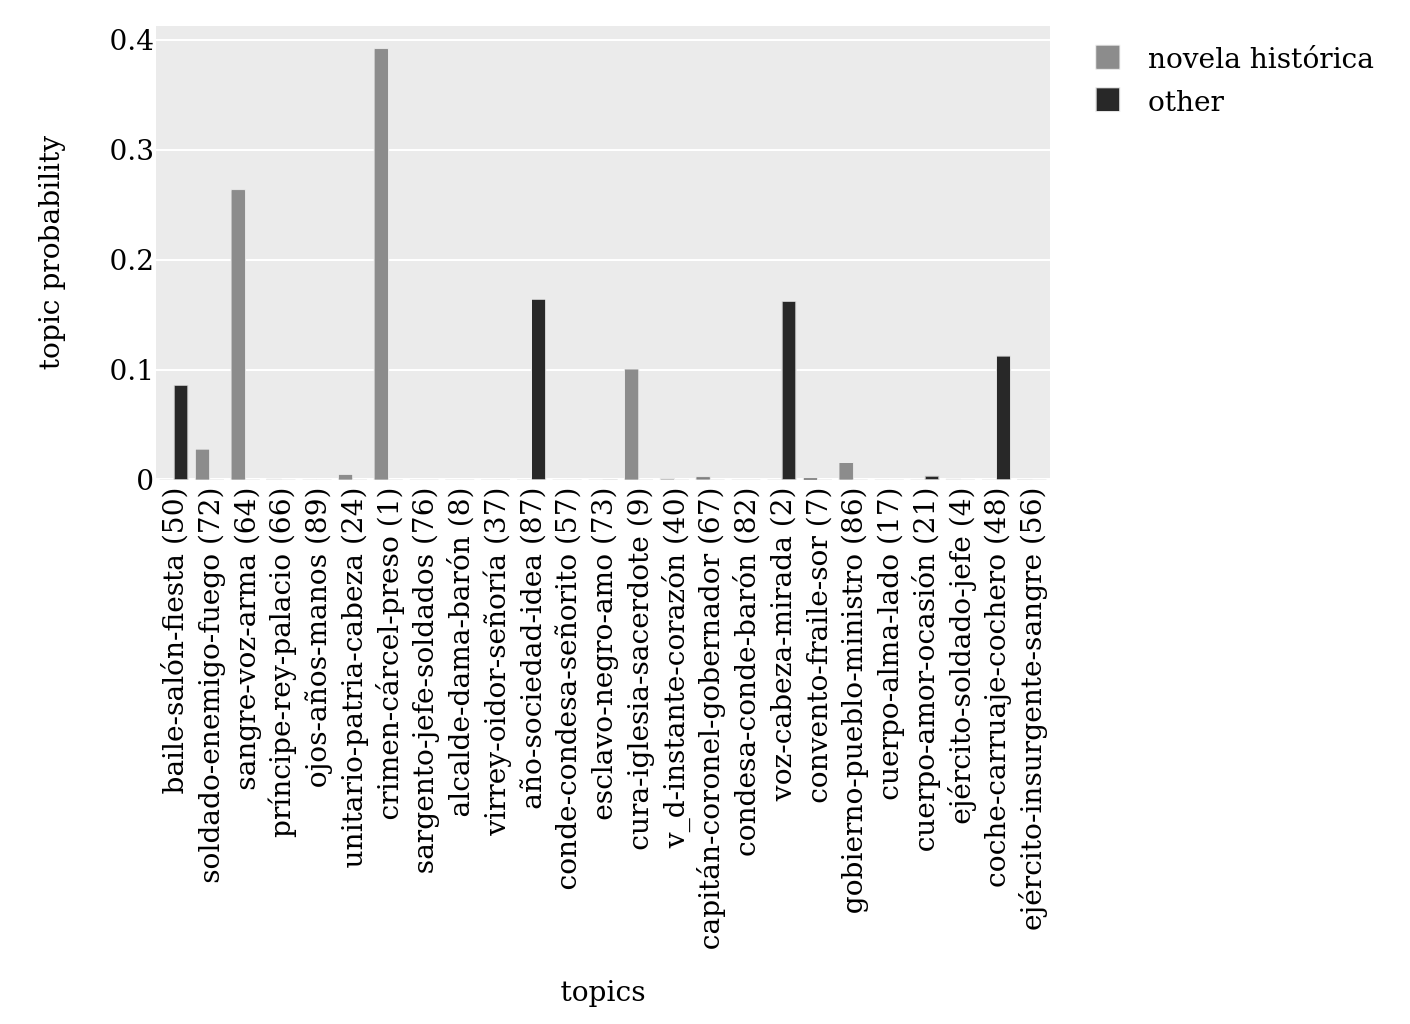 topic probability
0.4
0.3
0.2
0.1
0
novela histórica
other
baile-salón-fiesta (50)
soldado-enemigo-fuego (72)
sangre-voz-arma (64)
príncipe-rey-palacio (66)
ojos-años-manos (89)
unitario-patria-cabeza (24)
crimen-cárcel-preso (1)
sargento-jefe-soldados (76)
alcalde-dama-barón (8)
virrey-oidor-señoría (37)
año-sociedad-idea (87)
conde-condesa-señorito (57)
esclavo-negro-amo (73)
cura-iglesia-sacerdote (9)
v_d-instante-corazón (40)
capitán-coronel-gobernador (67)
condesa-conde-barón (82)
voz-cabeza-mirada (2)
convento-fraile-sor (7)
gobierno-pueblo-ministro (86)
cuerpo-alma-lado (17)
cuerpo-amor-ocasión (21)
ejército-soldado-jefe (4)
coche-carruaje-cochero (48)
ejército-insurgente-sangre (56)
topics